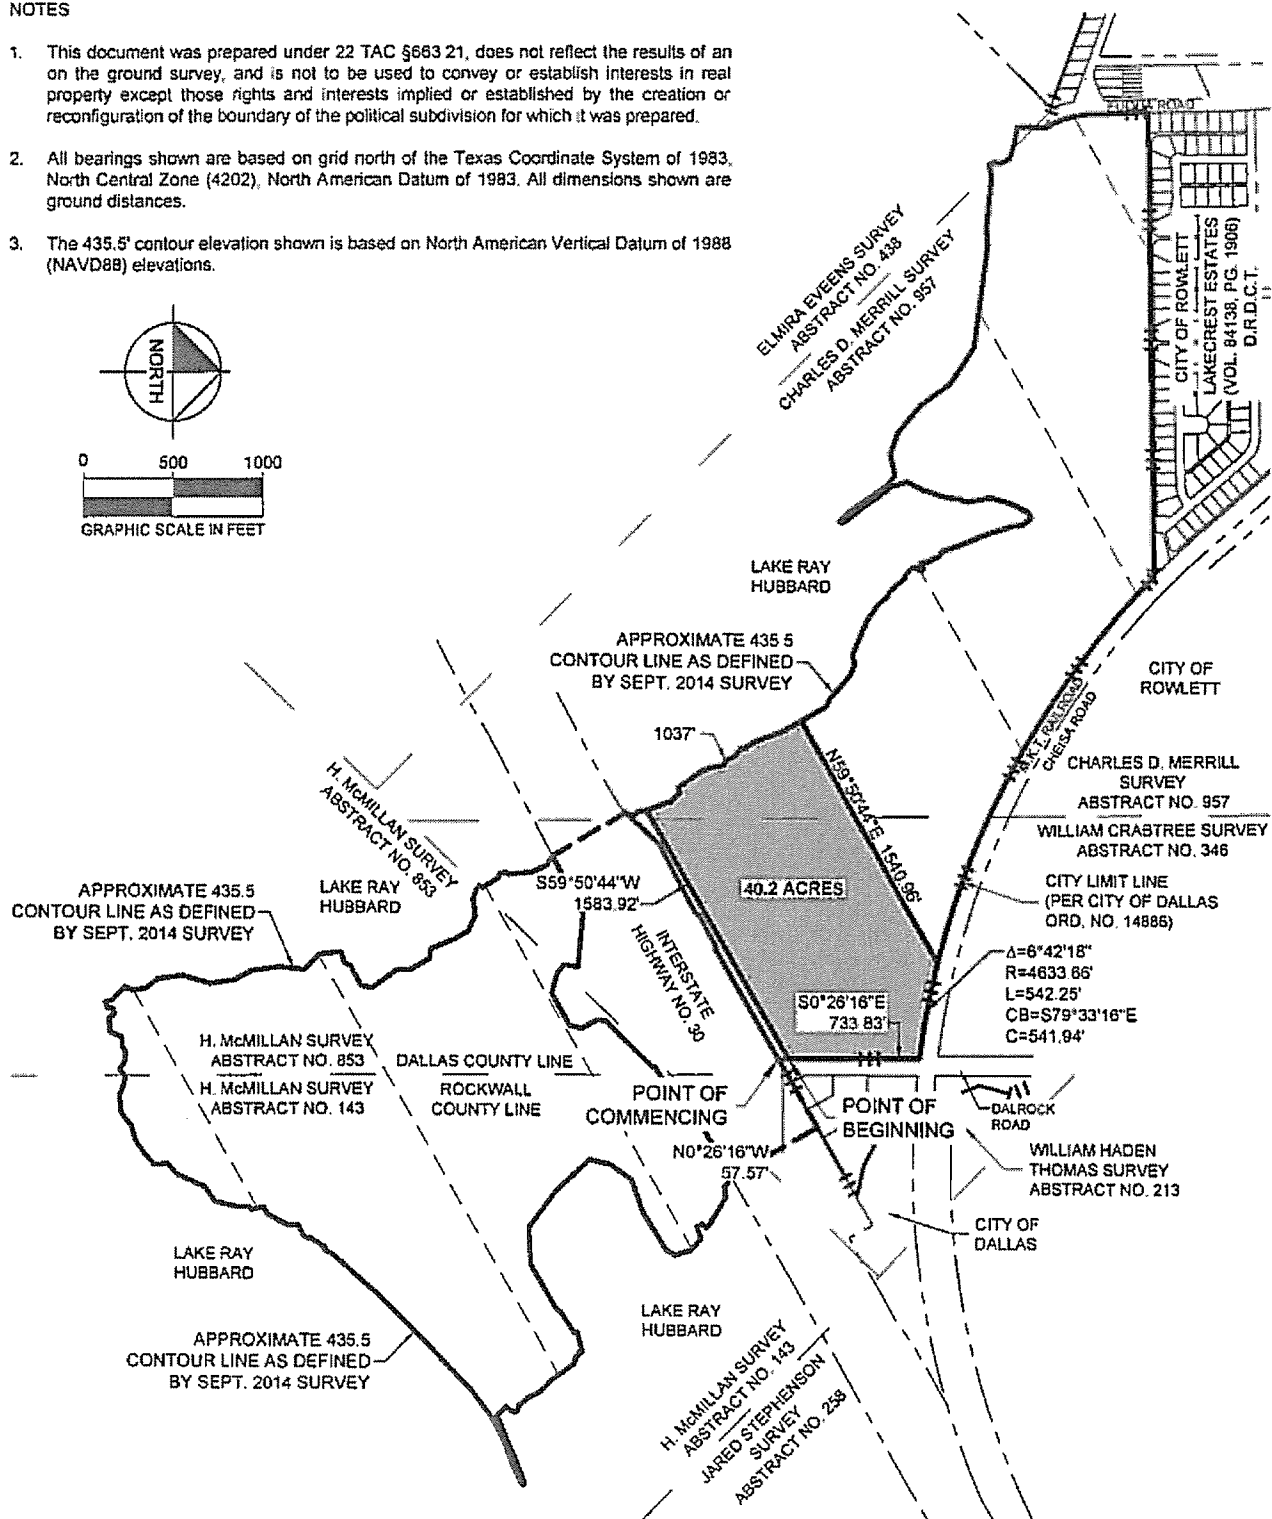 NOTES
1. This document was prepared under 22 TAC §663 21, does not reflect the results of an
on the ground survey, and is not to be used to convey or establish interests in real
property except those rights and interests implied or established by the creation or
reconfiguration of the boundary of the political subdivision for which it was prepared.
2. All bearings shown are based on grid north of the Texas Coordinate System of 1983,
North Central Zone (4202), North American Datum of 1983. All dimensions shown are
ground distances.
3. The 435.5' contour elevation shown is based on North American Vertical Datum of 1988
(NAVD88) elevations.
NORTH
0 500 1000
GRAPHIC SCALE IN FEET
ROAD
ELMIRA EVEENS SURVEY
ABSTRACT NO. 438
CHARLES D. MERRILL SURVEY
ABSTRACT NO. 957
CITY OF ROWLETT
LAKECREST ESTATES
(VOL. 84138, PG. 1906)
D.R.D.C.T.
LAKE RAY
HUBBARD
APPROXIMATE 435 5
CONTOUR LINE AS DEFINED
BY SEPT. 2014 SURVEY
1037'
CITY OF
ROWLETT
M.K.T. RAILROAD
CHEISA ROAD
CHARLES D. MERRILL
SURVEY
ABSTRACT NO. 957
WILLIAM CRABTREE SURVEY
ABSTRACT NO. 346
N59°50'44"E 1540.96'
H. McMILLAN SURVEY
ABSTRACT NO. 853
LAKE RAY
HUBBARD
S59°50'44"W
1583.92'
40.2 ACRES
CITY LIMIT LINE
(PER CITY OF DALLAS
ORD, NO. 14886)
APPROXIMATE 435.5
CONTOUR LINE AS DEFINED
BY SEPT. 2014 SURVEY
INTERSTATE
HIGHWAY NO. 30
Δ=6°42'18"
R=4633 66'
L=542.25'
CB=S79°33'16"E
C=541.94'
S0°26'16"E
733 83'
H. McMILLAN SURVEY
ABSTRACT NO. 853
H. McMILLAN SURVEY
ABSTRACT NO. 143
DALLAS COUNTY LINE
ROCKWALL
COUNTY LINE
POINT OF
COMMENCING
POINT OF
BEGINNING
DALROCK
ROAD
N0°26'16"W
57.57'
WILLIAM HADEN
THOMAS SURVEY
ABSTRACT NO. 213
CITY OF
DALLAS
LAKE RAY
HUBBARD
LAKE RAY
HUBBARD
APPROXIMATE 435.5
CONTOUR LINE AS DEFINED
BY SEPT. 2014 SURVEY
H. McMILLAN SURVEY
ABSTRACT NO. 143
JARED STEPHENSON
SURVEY
ABSTRACT NO. 258